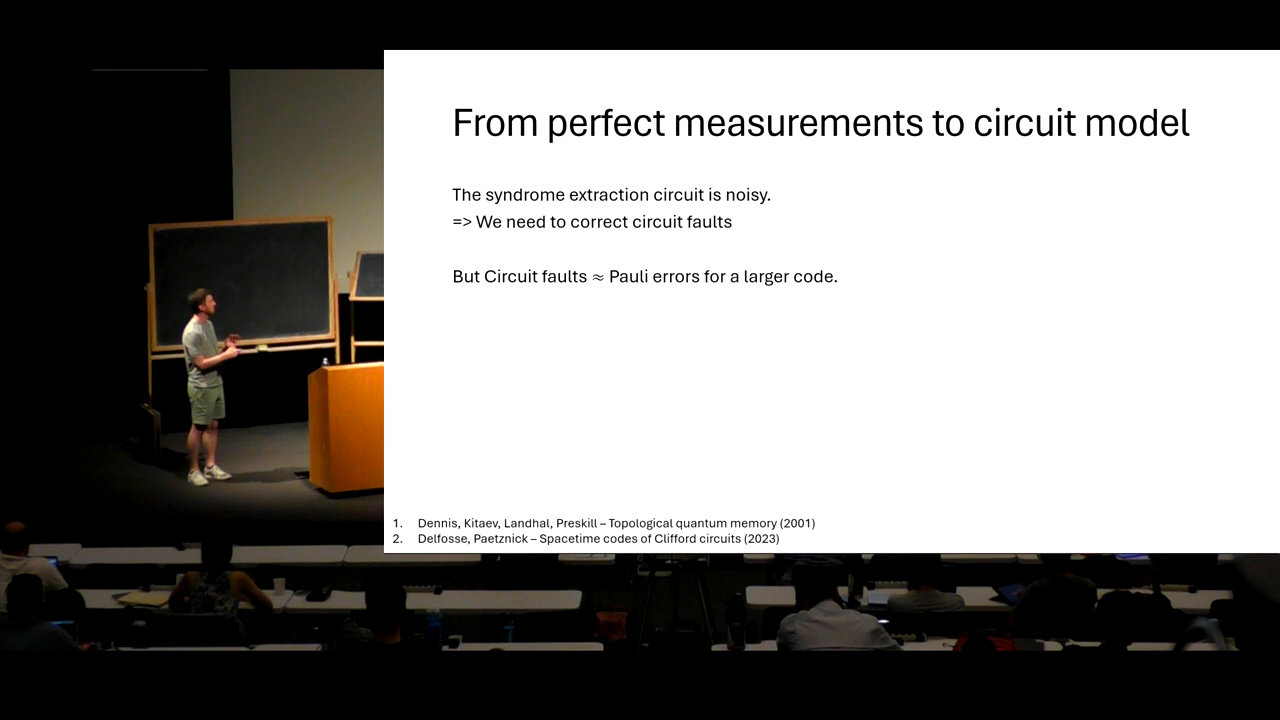 From perfect measurements to circuit model
The syndrome extraction circuit is noisy.
=> We need to correct circuit faults
But Circuit faults ≈ Pauli errors for a larger code.
1. Dennis, Kitaev, Landhal, Preskill – Topological quantum memory (2001)
2. Delfosse, Paetznick – Spacetime codes of Clifford circuits (2023)